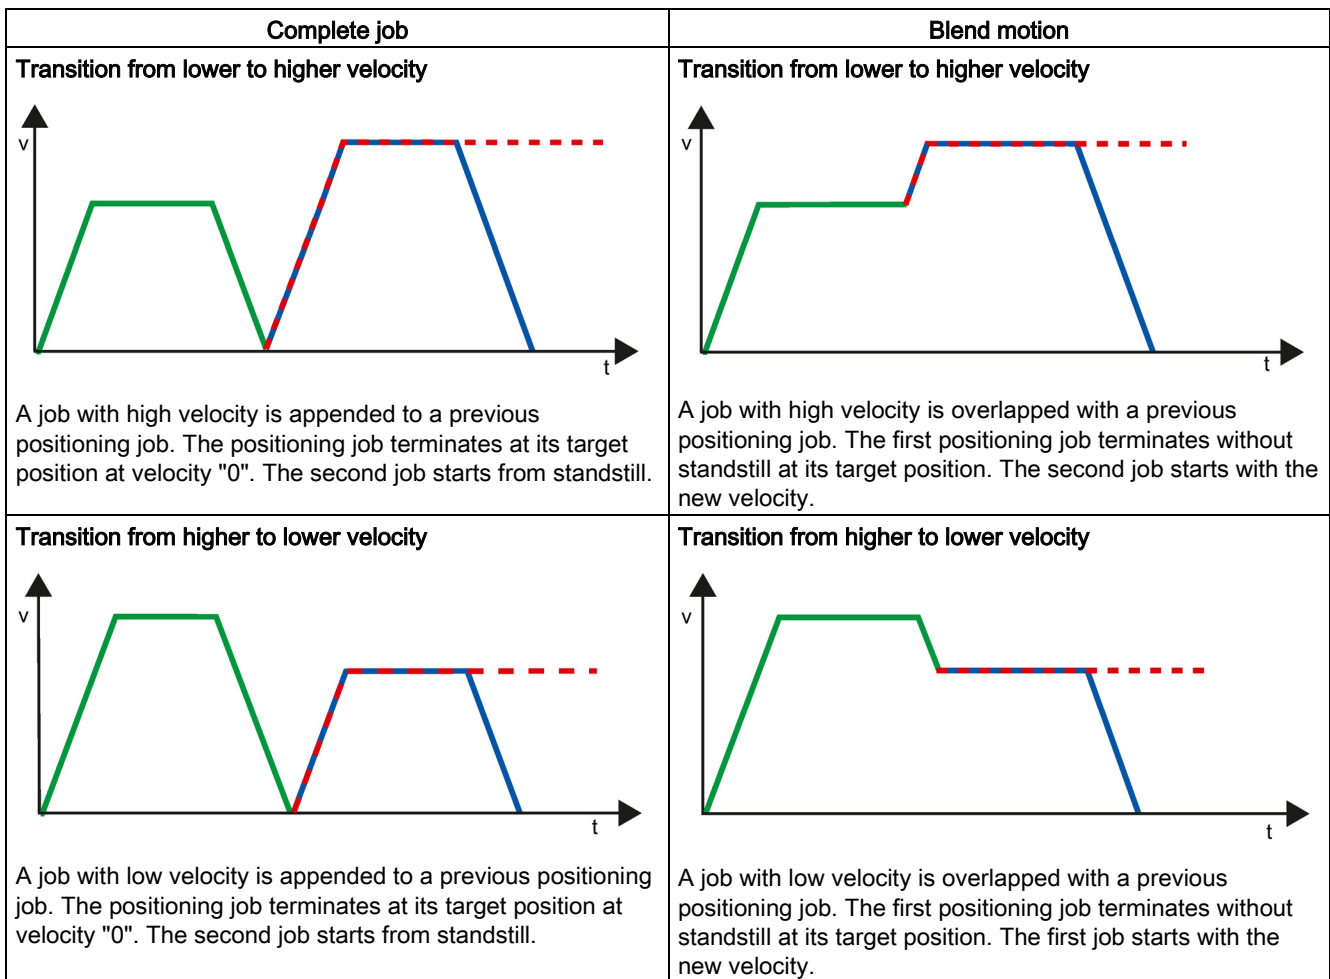 Complete job
Blend motion
Transition from lower to higher velocity
v
t
A job with high velocity is appended to a previous
positioning job. The positioning job terminates at its target
position at velocity "0". The second job starts from standstill.
Transition from lower to higher velocity
v
t
A job with high velocity is overlapped with a previous
positioning job. The first positioning job terminates without
standstill at its target position. The second job starts with the
new velocity.
Transition from higher to lower velocity
v
t
A job with low velocity is appended to a previous positioning
job. The positioning job terminates at its target position at
velocity "0". The second job starts from standstill.
Transition from higher to lower velocity
v
t
A job with low velocity is overlapped with a previous
positioning job. The first positioning job terminates without
standstill at its target position. The first job starts with the
new velocity.